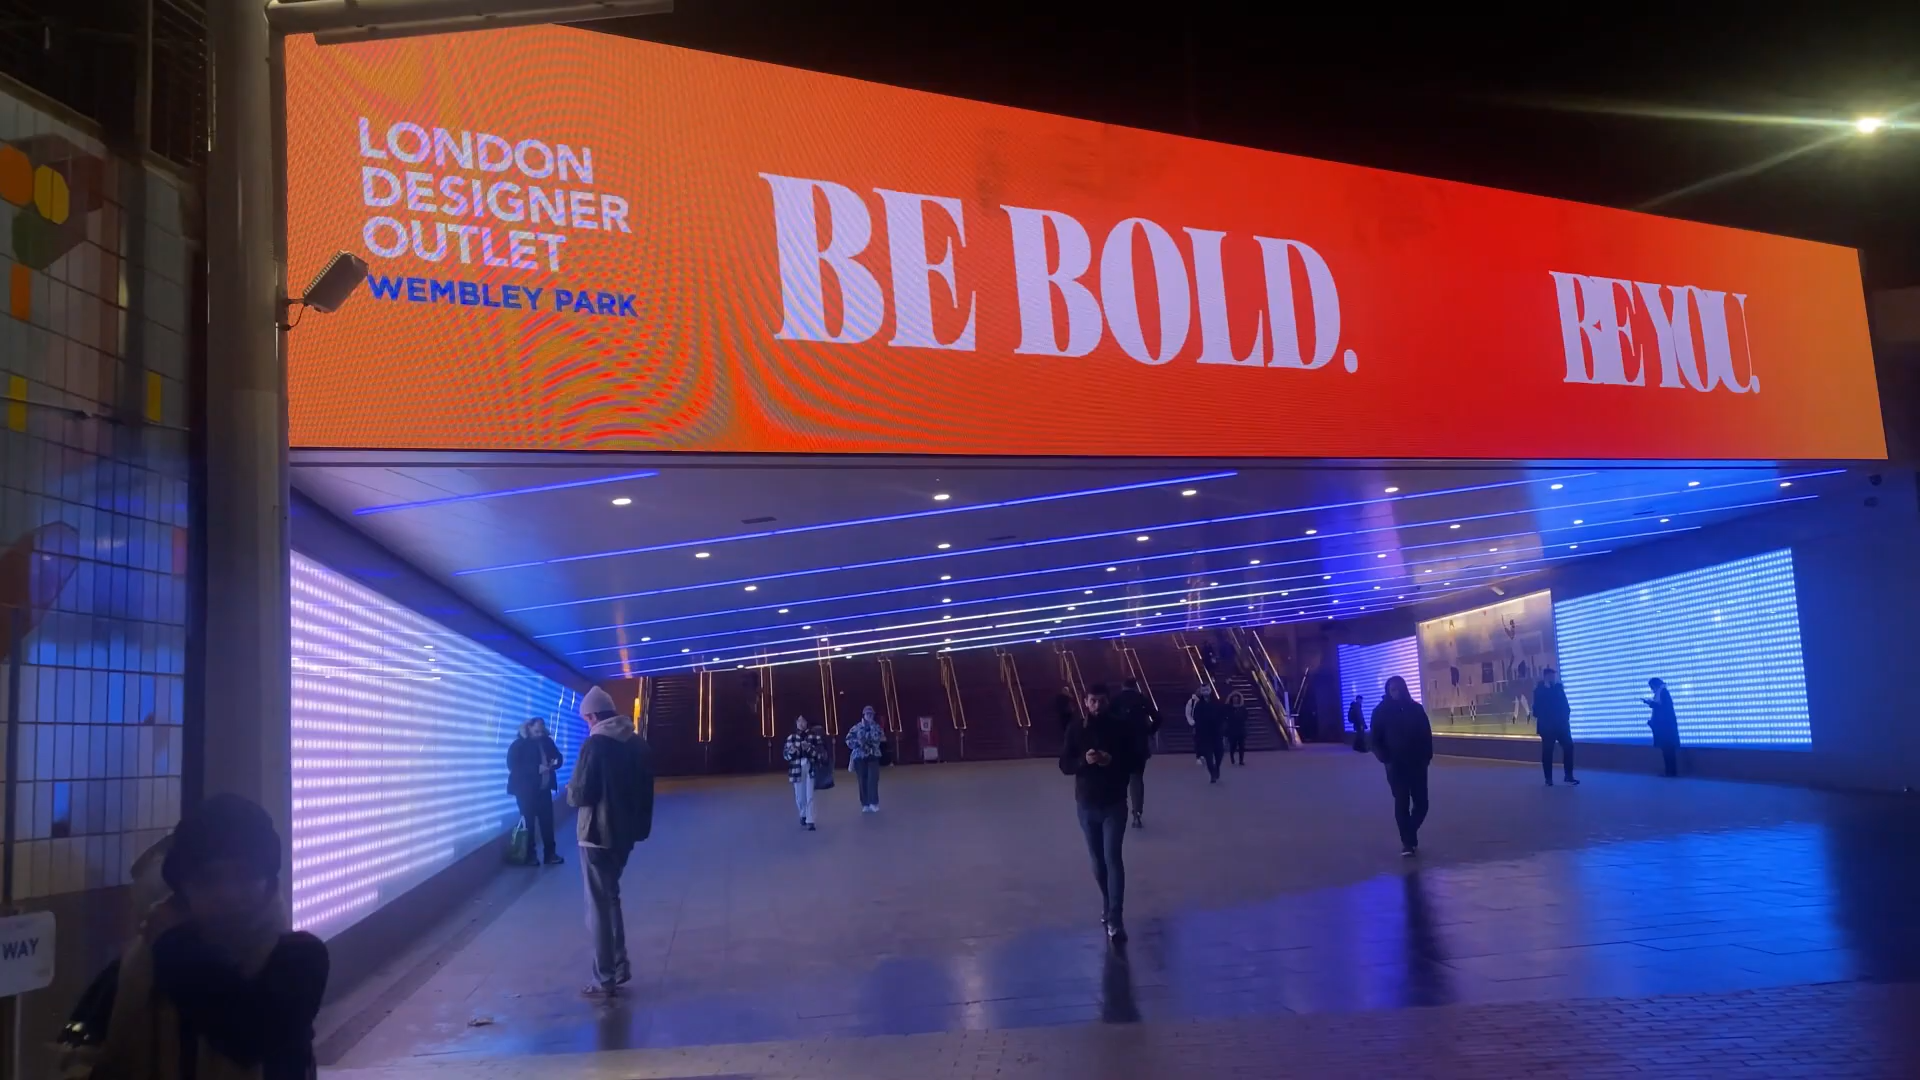 LONDON
DESIGNER
OUTLET
WEMBLEY PARK
BE BOLD.
BE YOU.
WAY